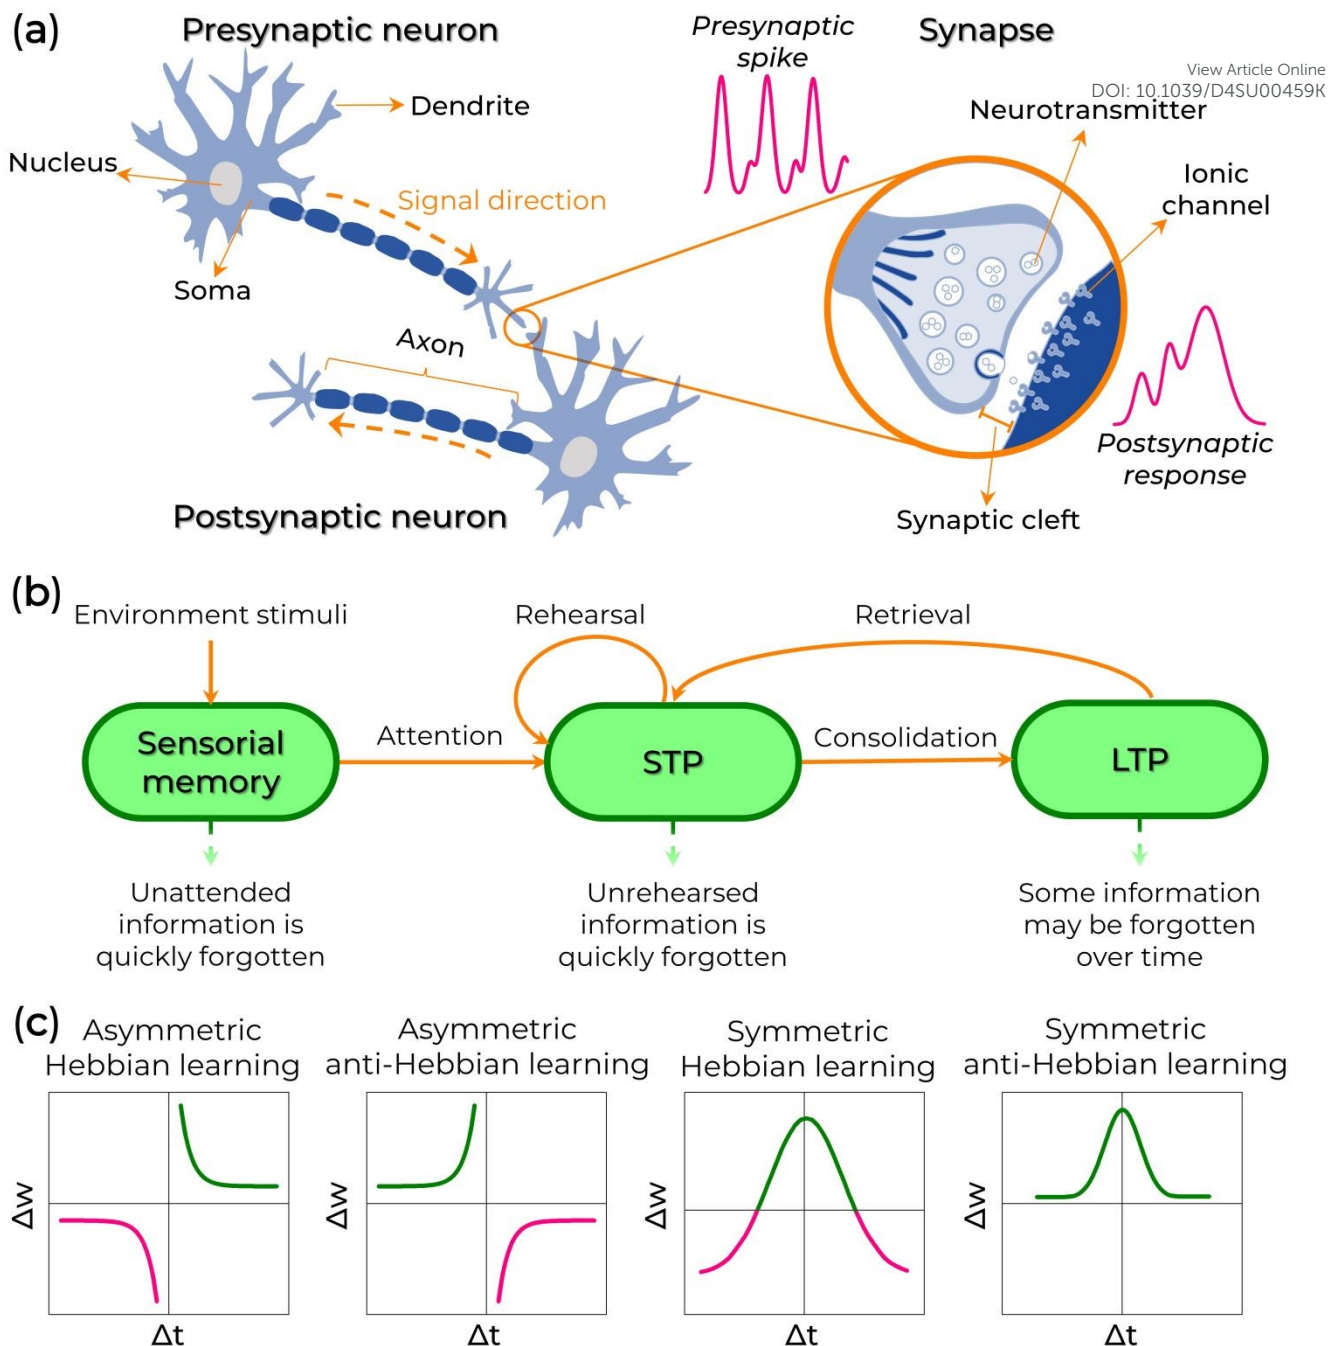 (a)
Presynaptic neuron
Presynaptic
spike
Synapse
View Article Online
DOI: 10.1039/D4SU00459K
Dendrite
Neurotransmitter
Nucleus
Ionic
channel
Signal direction
Soma
Axon
Postsynaptic
response
Postsynaptic neuron
Synaptic cleft
(b)
Environment stimuli
Rehearsal
Retrieval
Sensorial
memory
Attention
STP
Consolidation
LTP
Unattended
information is
quickly forgotten
Unrehearsed
information is
quickly forgotten
Some information
may be forgotten
over time
(c)
Asymmetric
Hebbian learning
Asymmetric
anti-Hebbian learning
Symmetric
Hebbian learning
Symmetric
anti-Hebbian learning
Δw
Δt
Δw
Δt
Δw
Δt
Δw
Δt